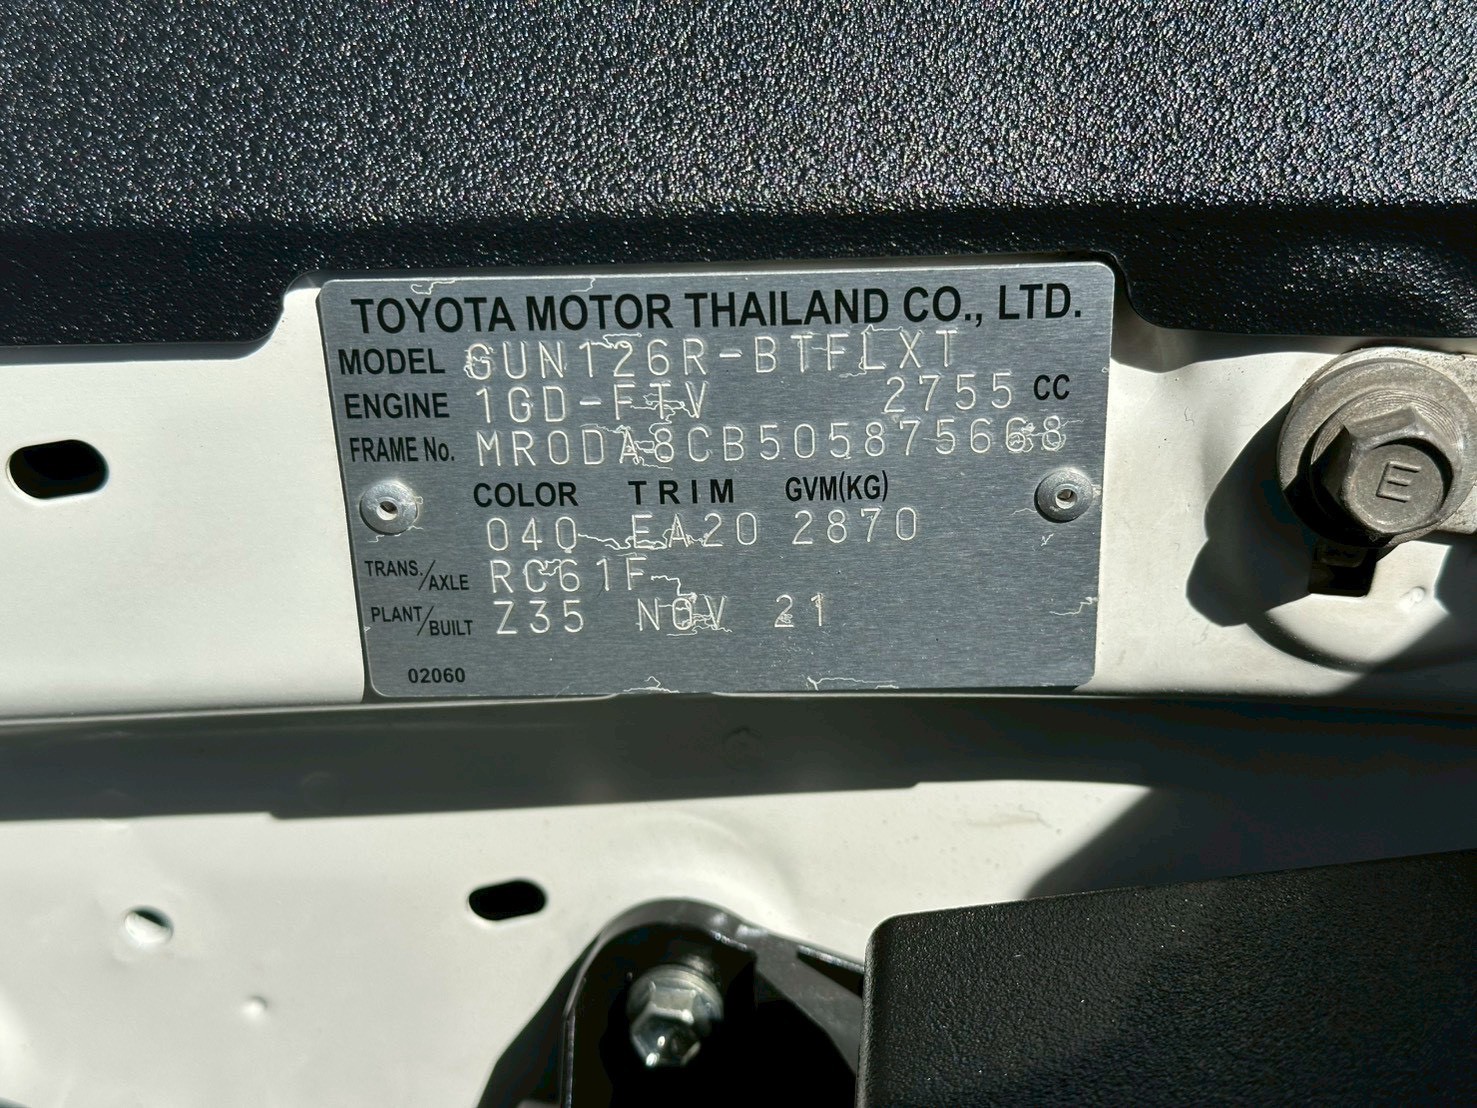 TOYOTA MOTOR THAILAND CO., LTD.
MODEL GUN126R-BTFLXT
ENGINE 1GD-FTV 2755 CC
FRAME No. MR0DA8CB505875668
COLOR TRIM GVM(KG)
040 EA20 2870
TRANS./AXLE RC61F
PLANT/BUILT Z35 NOV 21
02060
E